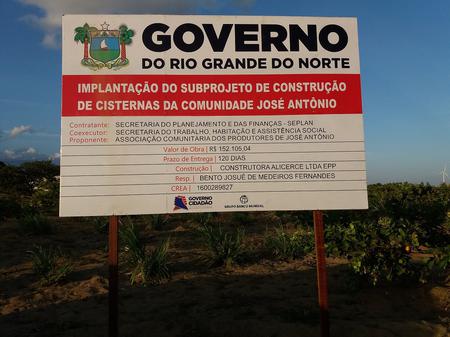 GOVERNO
DO RIO GRANDE DO NORTE
IMPLANTAÇÃO DO SUBPROJETO DE CONSTRUÇÃO
DE CISTERNAS DA COMUNIDADE JOSÉ ANTÔNIO
Contratante: SECRETARIA DO PLANEJAMENTO E DAS FINANÇAS - SEPLAN
Coexecutor: SECRETARIA DO TRABALHO, HABITAÇÃO E ASSISTÊNCIA SOCIAL
Proponente: ASSOCIAÇÃO COMUNITÁRIA DOS PRODUTORES DE JOSÉ ANTÔNIO
Valor de Obra | R$ 152.105,04
Prazo de Entrega | 120 DIAS
Construção | CONSTRUTORA ALICERCE LTDA EPP
Resp. | BENTO JOSUÉ DE MEDEIROS FERNANDES
CREA | 1600289827
GOVERNO
CIDADÃO
GRUPO BANCO MUNDIAL